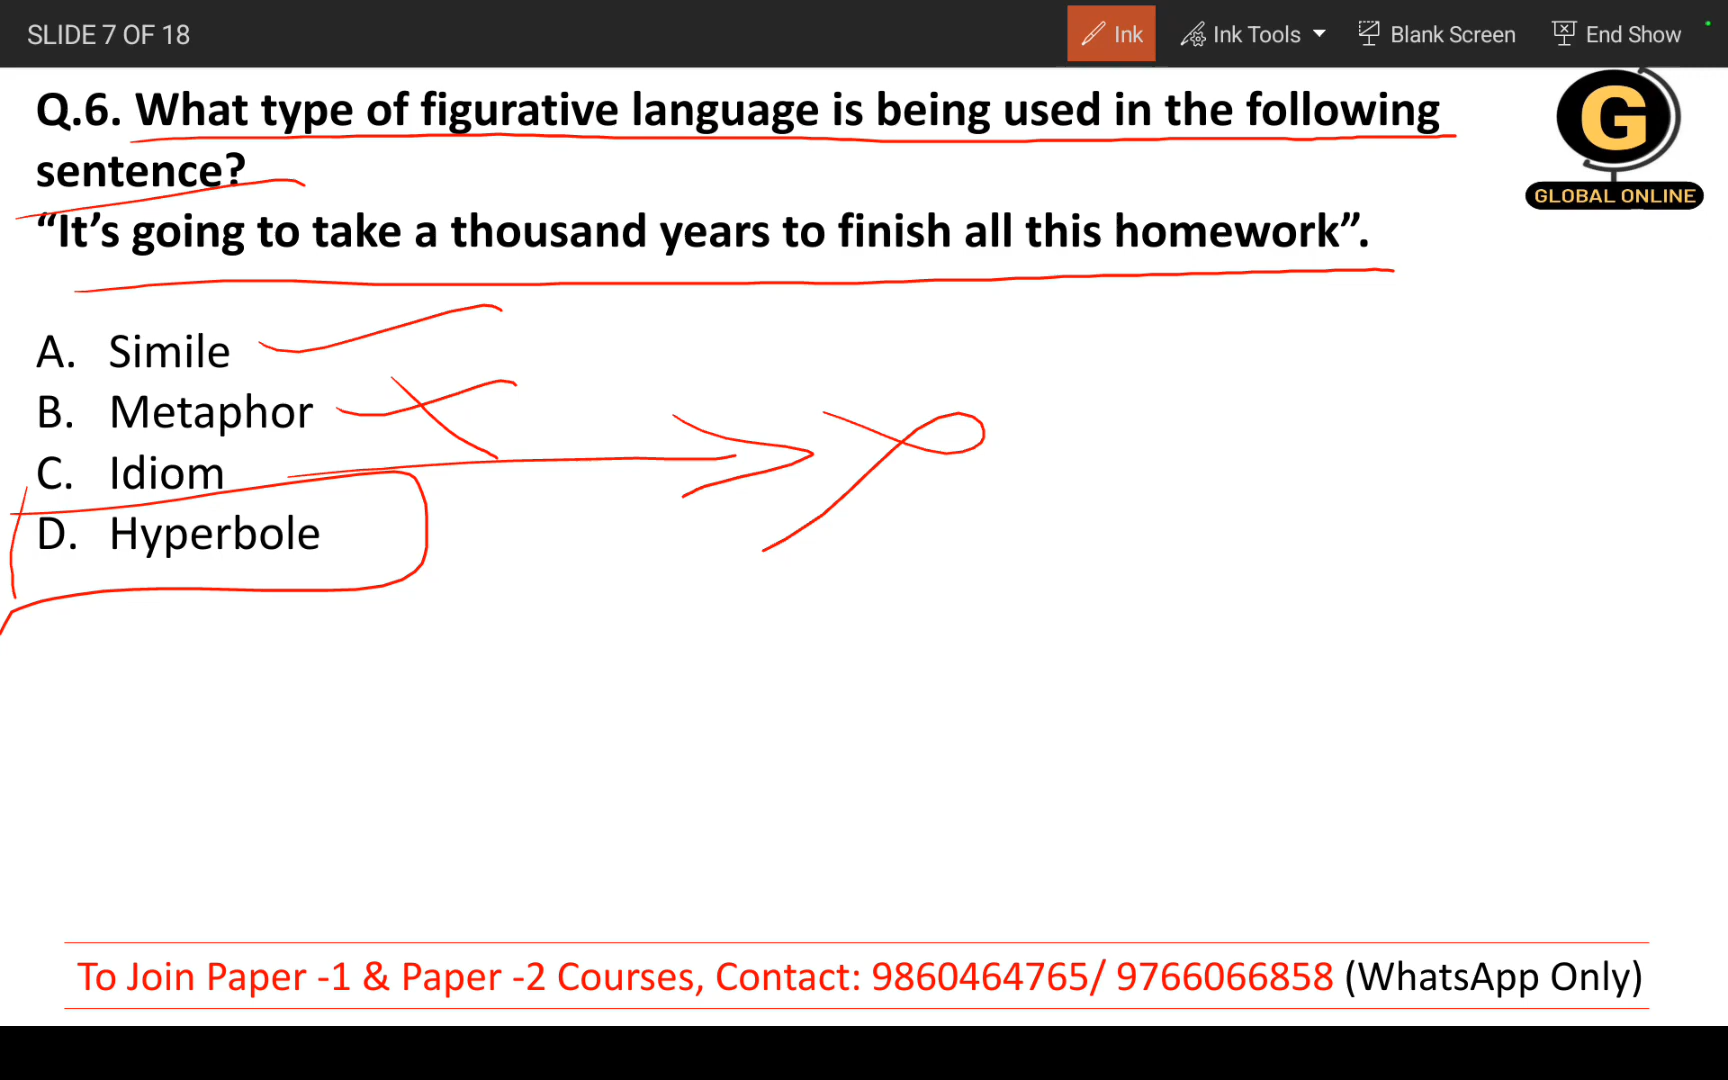 SLIDE 7 OF 18
Ink
Ink Tools
Blank Screen
End Show
Q.6. What type of figurative language is being used in the following
sentence?
“It’s going to take a thousand years to finish all this homework”.
G
GLOBAL ONLINE
A. Simile
B. Metaphor
C. Idiom
D. Hyperbole
To Join Paper -1 & Paper -2 Courses, Contact: 9860464765/ 9766066858 (WhatsApp Only)